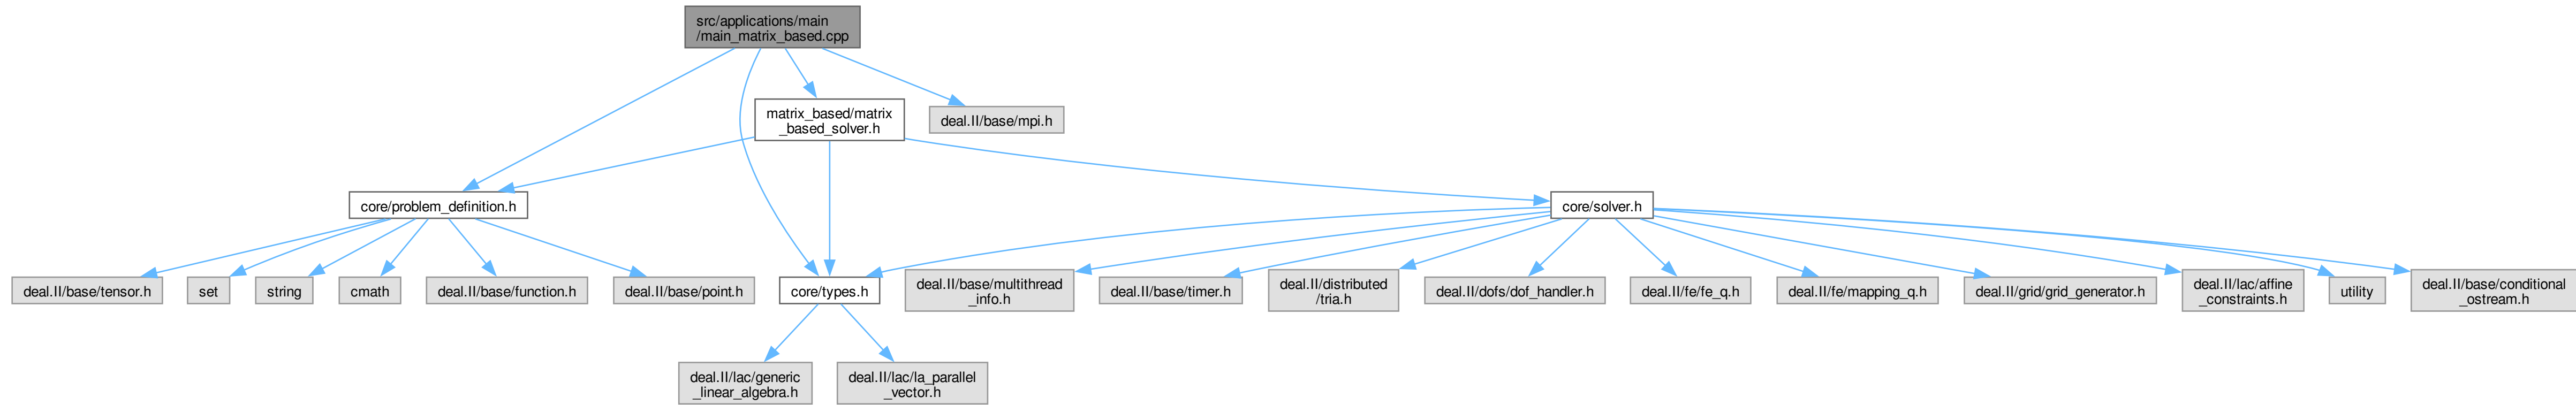 src/applications/main
/main_matrix_based.cpp
matrix_based/matrix
_based_solver.h
deal.II/base/mpi.h
core/problem_definition.h
core/solver.h
deal.II/base/tensor.h
set
string
cmath
deal.II/base/function.h
deal.II/base/point.h
core/types.h
deal.II/base/multithread
_info.h
deal.II/base/timer.h
deal.II/distributed
/tria.h
deal.II/dofs/dof_handler.h
deal.II/fe/fe_q.h
deal.II/fe/mapping_q.h
deal.II/grid/grid_generator.h
deal.II/lac/affine
_constraints.h
utility
deal.II/base/conditional
_ostream.h
deal.II/lac/generic
_linear_algebra.h
deal.II/lac/la_parallel
_vector.h